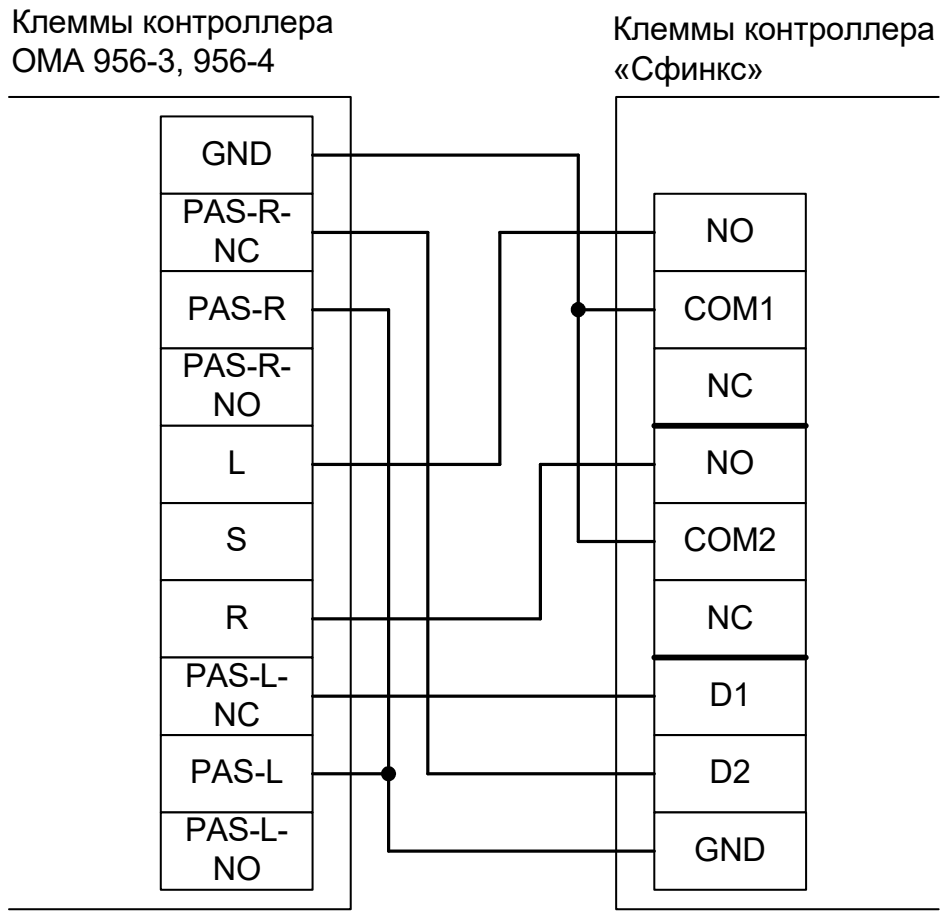 Клеммы контроллера
ОМА 956-3, 956-4
Клеммы контроллера
«Сфинкс»
GND
PAS-R-
NC
PAS-R
PAS-R-
NO
L
S
R
PAS-L-
NC
PAS-L
PAS-L-
NO
NO
COM1
NC
NO
COM2
NC
D1
D2
GND